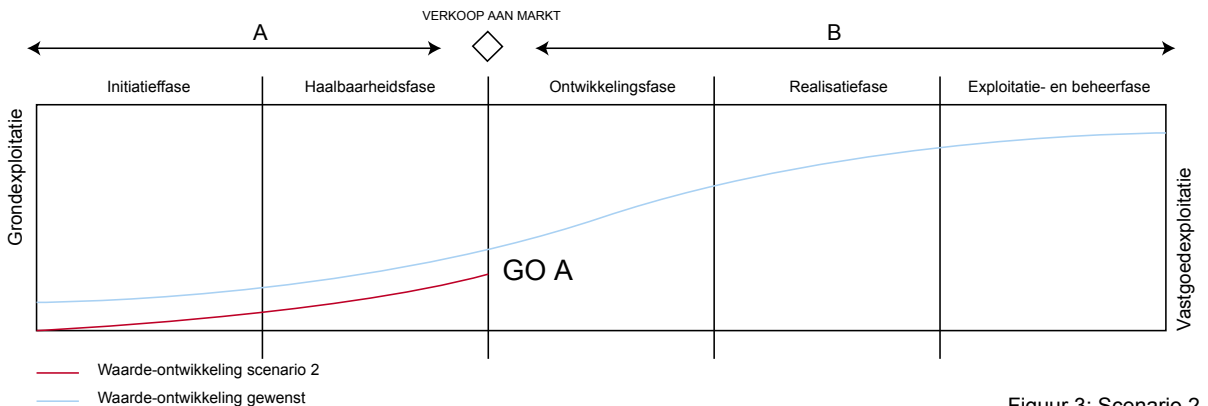 VERKOOP AAN MARKT
A
B
Initiatieffase
Haalbaarheidsfase
Ontwikkelingsfase
Realisatiefase
Exploitatie- en beheerfase
Grondexploitatie
GO A
Vastgoedexploitatie
Waarde-ontwikkeling scenario 2
Waarde-ontwikkeling gewenst
Figuur 3: Scenario 2